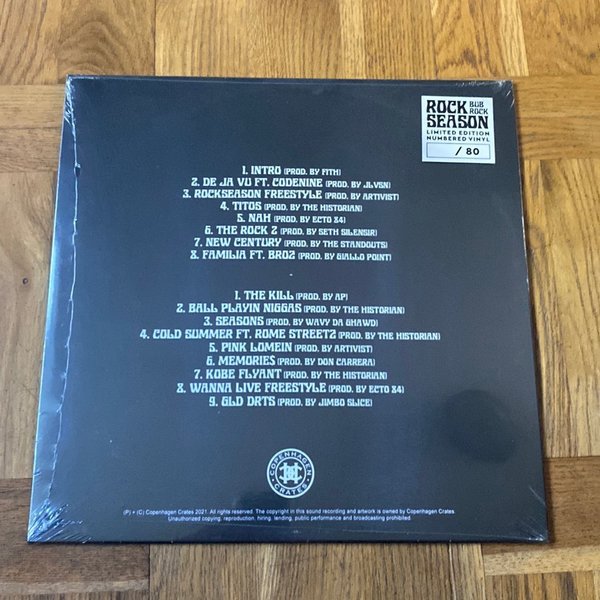 ROCK BUB ROCK
SEASON
LIMITED EDITION
NUMBERED VINYL
/ 80
1. INTRO (PROD. BY FITH)
2. DE JA VU FT. CODENINE (PROD. BY JLVSN)
3. ROCKSEASON FREESTYLE (PROD. BY ARTIVIST)
4. TITOS (PROD. BY THE HISTORIAN)
5. NAH (PROD. BY ECTO 84)
6. THE ROCK 2 (PROD. BY SETH SILENSIR)
7. NEW CENTURY (PROD. BY THE STANDOUTS)
8. FAMILIA FT. BROZ (PROD. BY GIALLO POINT)
1. THE KILL (PROD. BY AP)
2. BALL PLAYIN NIGGAS (PROD. BY THE HISTORIAN)
3. SEASONS (PROD. BY WAVY DA GHAWD)
4. COLD SUMMER FT. ROME STREETZ (PROD. BY THE HISTORIAN)
5. PINK LOMEIN (PROD. BY ARTIVIST)
6. MEMORIE$ (PROD. BY DON CARRERA)
7. KOBE FLYANT (PROD. BY THE HISTORIAN)
8. WANNA LIVE FREESTYLE (PROD. BY ECTO 84)
9. GLD DRTS (PROD. BY JIMBO SLICE)
COPENHAGEN
CRATES
(P) + (C) Copenhagen Crates 2021. All rights reserved. The copyright in this sound recording and artwork is owned by Copenhagen Crates
Unauthorized copying, reproduction, hiring, lending, public performance and broadcasting prohibited.